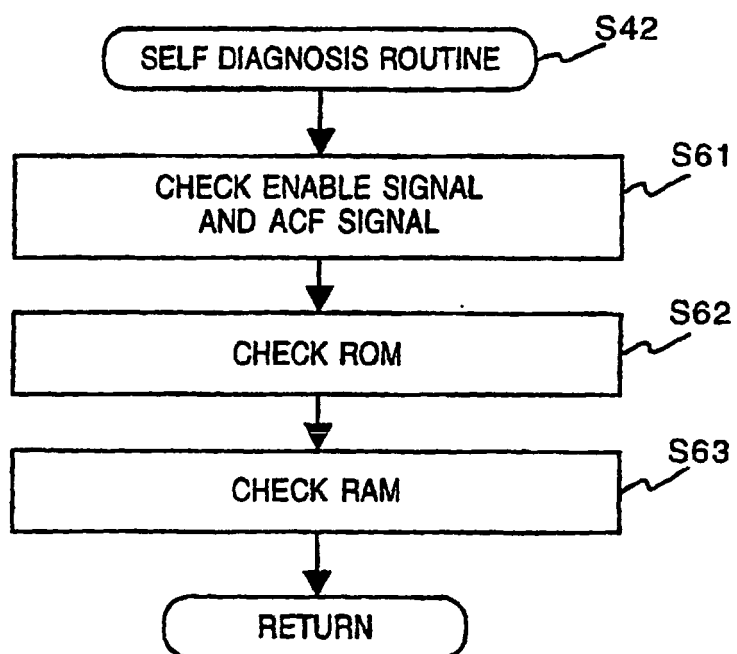 SELF DIAGNOSIS ROUTINE
S42
CHECK ENABLE SIGNAL
AND ACF SIGNAL
S61
CHECK ROM
S62
CHECK RAM
S63
RETURN